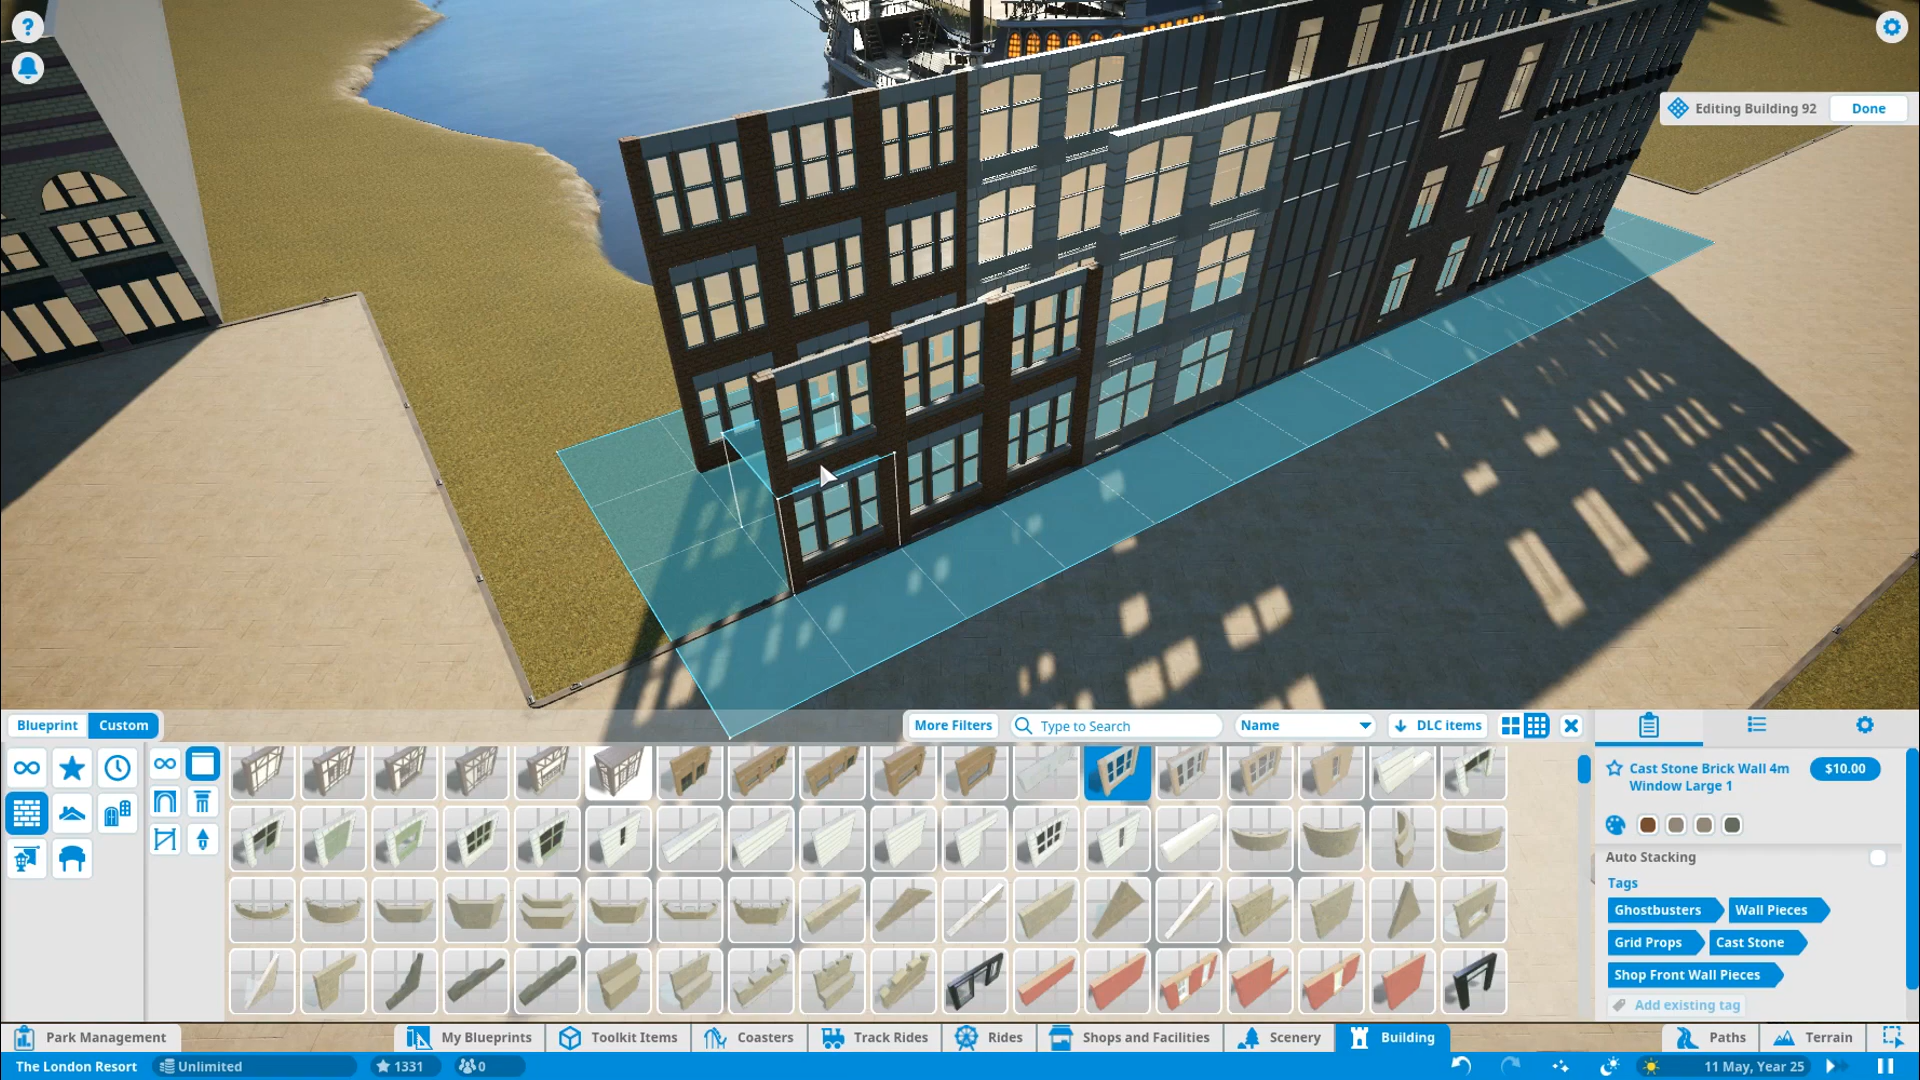 ?
Editing Building 92 Done
Blueprint Custom
More Filters Type to Search Name DLC items
Cast Stone Brick Wall 4m
Window Large 1
$10.00
Auto Stacking
Tags
Ghostbusters Wall Pieces
Grid Props Cast Stone
Shop Front Wall Pieces
Add existing tag
Park Management My Blueprints Toolkit Items Coasters Track Rides Rides Shops and Facilities Scenery Building Paths Terrain
The London Resort Unlimited 1331 0 11 May, Year 25